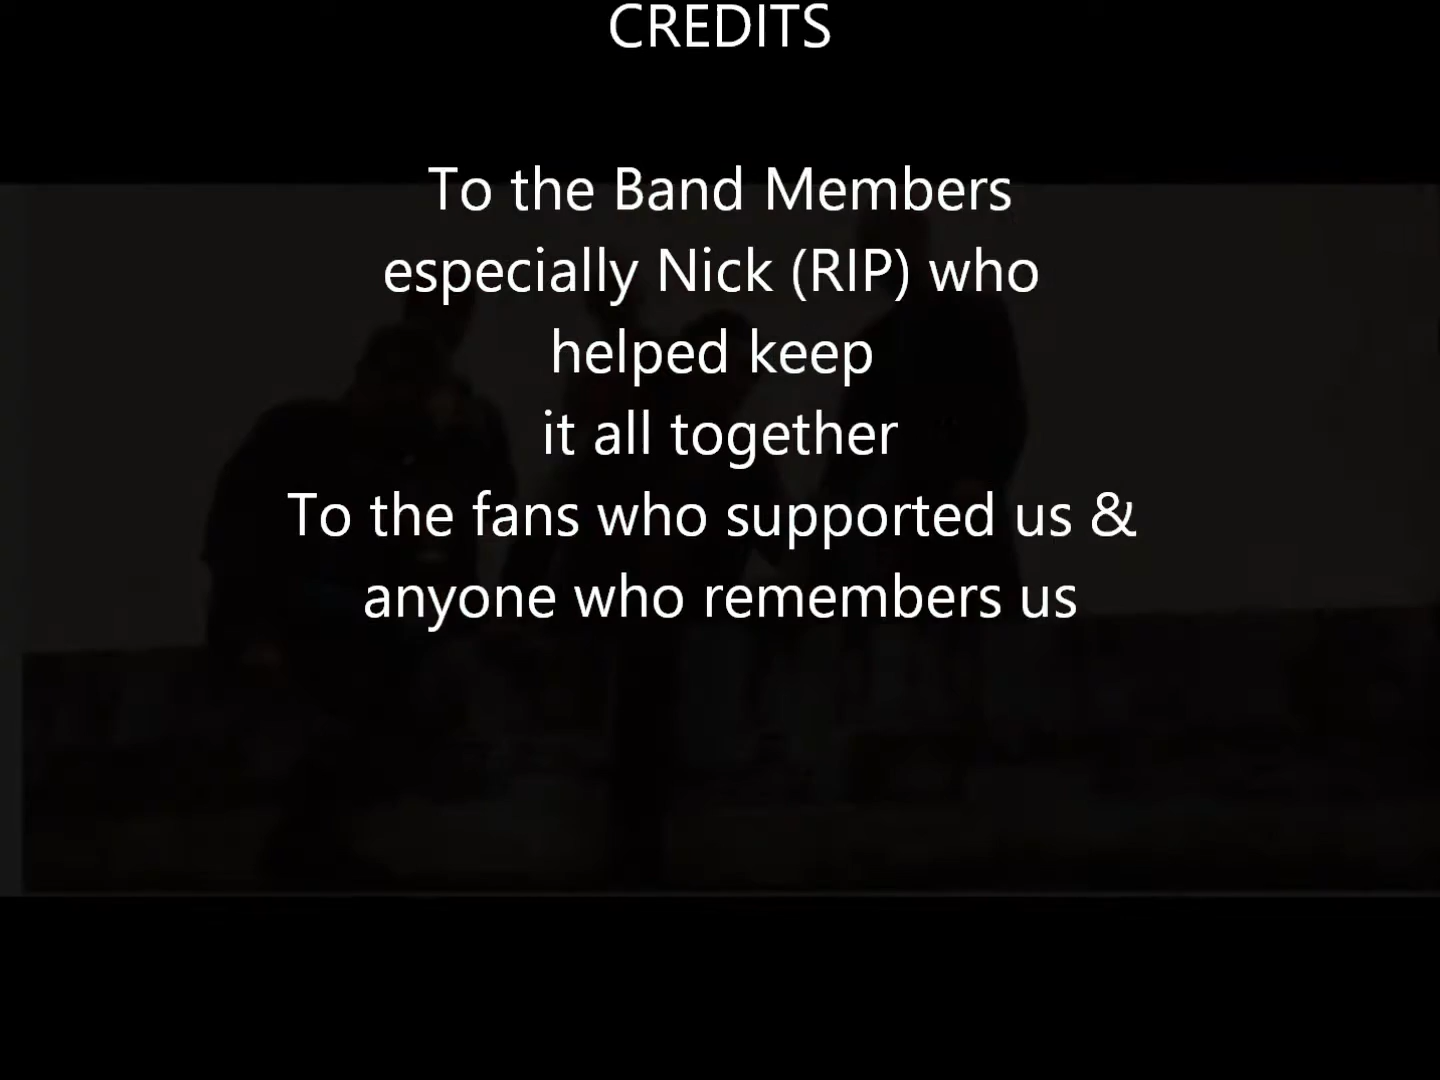 CREDITS
To the Band Members
especially Nick (RIP) who
helped keep
it all together
To the fans who supported us &
anyone who remembers us